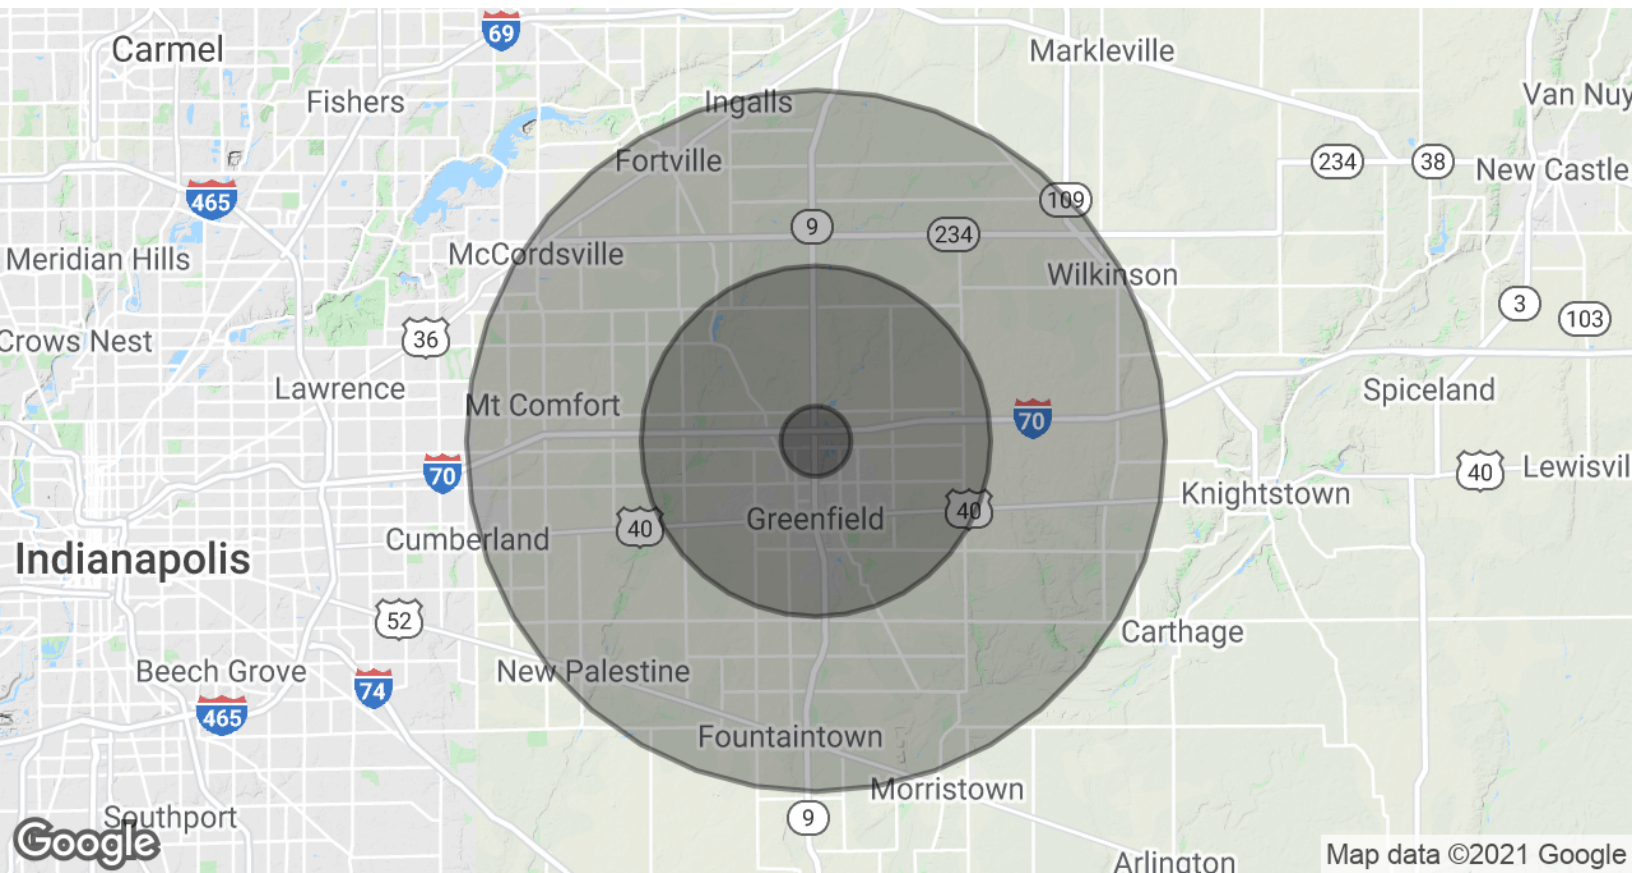 69
Carmel
Markleville
Fishers
Ingalls
Van Nuy
Fortville
234
38
New Castle
465
109
9
234
Meridian Hills
McCordsville
Wilkinson
3
103
36
Crows Nest
Lawrence
Mt Comfort
Spiceland
70
70
40
Lewisvil
Knightstown
40
40
Greenfield
Cumberland
Indianapolis
52
Carthage
Beech Grove
New Palestine
74
465
Fountaintown
Morristown
Southport
9
Google
Map data ©2021 Google
Arlington